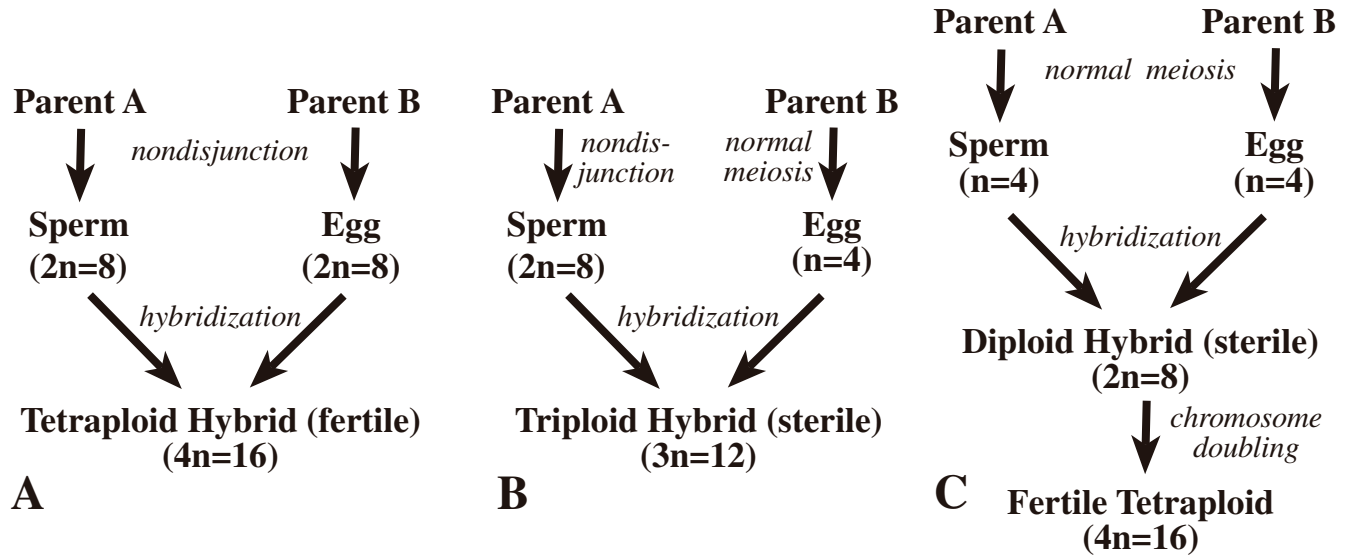 Parent A
Parent B
nondisjunction
Sperm
(2n=8)
Egg
(2n=8)
hybridization
Tetraploid Hybrid (fertile)
(4n=16)
A
Parent A
Parent B
nondis-
junction
normal
meiosis
Sperm
(2n=8)
Egg
(n=4)
hybridization
Triploid Hybrid (sterile)
(3n=12)
B
Parent A
Parent B
normal meiosis
Sperm
(n=4)
Egg
(n=4)
hybridization
Diploid Hybrid (sterile)
(2n=8)
chromosome
doubling
Fertile Tetraploid
(4n=16)
C